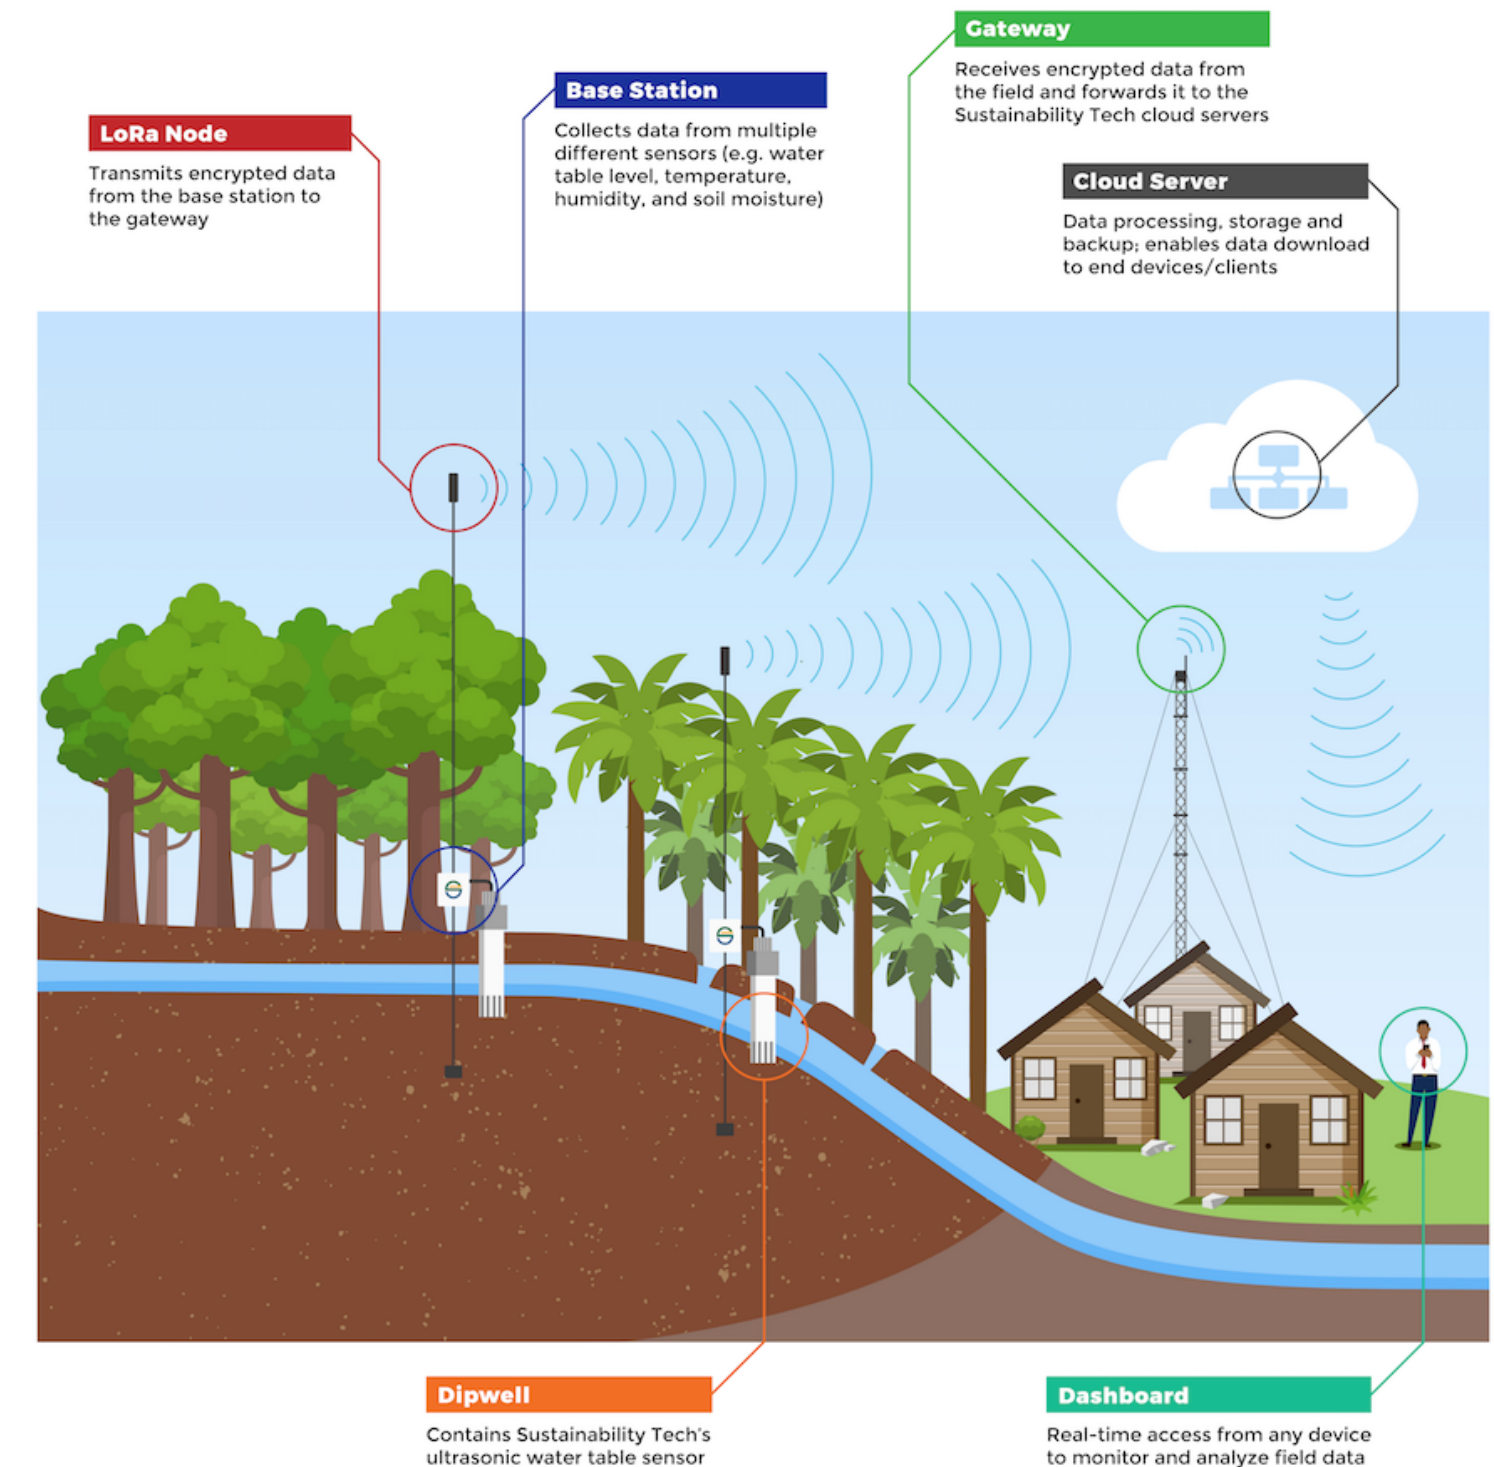 Gateway
Receives encrypted data from
the field and forwards it to the
Sustainability Tech cloud servers
Base Station
Collects data from multiple
different sensors (e.g. water
table level, temperature,
humidity, and soil moisture)
LoRa Node
Transmits encrypted data
from the base station to
the gateway
Cloud Server
Data processing, storage and
backup; enables data download
to end devices/clients
Dipwell
Contains Sustainability Tech's
ultrasonic water table sensor
Dashboard
Real-time access from any device
to monitor and analyze field data